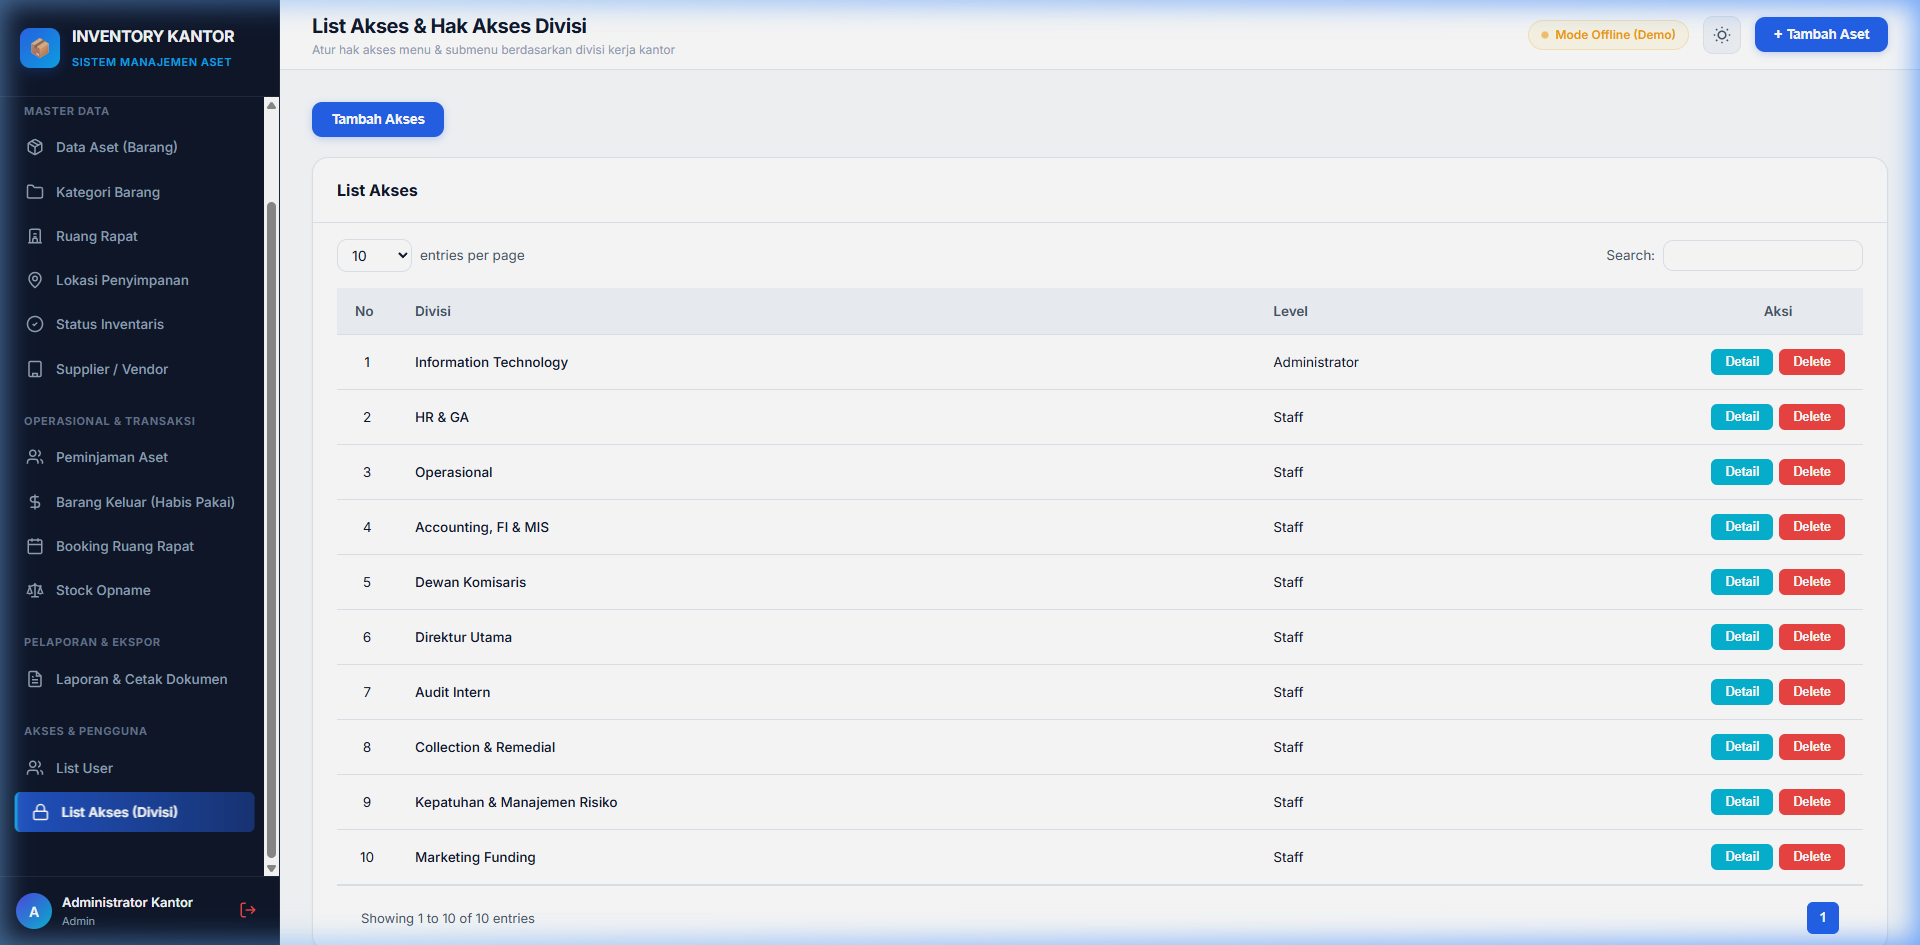 INVENTORY KANTOR
SISTEM MANAJEMEN ASET
MASTER DATA
Data Aset (Barang)
Kategori Barang
Ruang Rapat
Lokasi Penyimpanan
Status Inventaris
Supplier / Vendor
OPERASIONAL & TRANSAKSI
Peminjaman Aset
Barang Keluar (Habis Pakai)
Booking Ruang Rapat
Stock Opname
PELAPORAN & EKSPOR
Laporan & Cetak Dokumen
AKSES & PENGGUNA
List User
List Akses (Divisi)
A
Administrator Kantor
Admin
List Akses & Hak Akses Divisi
Atur hak akses menu & submenu berdasarkan divisi kerja kantor
Mode Offline (Demo)
+ Tambah Aset
Tambah Akses
List Akses
10 entries per page
Search:
No Divisi Level Aksi
1 Information Technology Administrator Detail Delete
2 HR & GA Staff Detail Delete
3 Operasional Staff Detail Delete
4 Accounting, FI & MIS Staff Detail Delete
5 Dewan Komisaris Staff Detail Delete
6 Direktur Utama Staff Detail Delete
7 Audit Intern Staff Detail Delete
8 Collection & Remedial Staff Detail Delete
9 Kepatuhan & Manajemen Risiko Staff Detail Delete
10 Marketing Funding Staff Detail Delete
Showing 1 to 10 of 10 entries
1